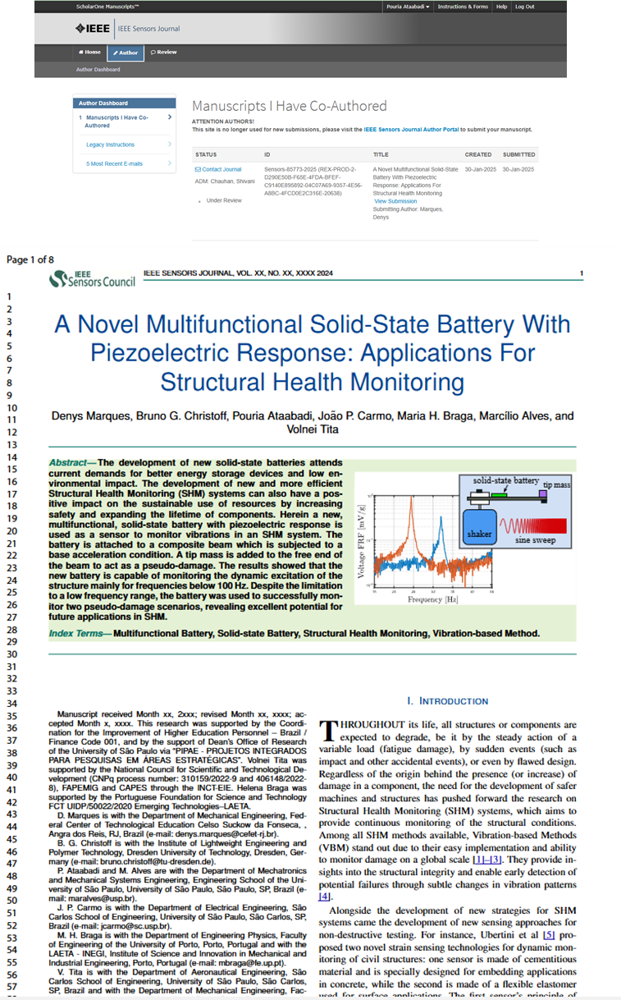 ScholarOne Manuscripts™
Pouria Ataabadi
Instructions & Forms
Help
Log Out
IEEE
IEEE Sensors Journal
Home
Author
Review
Author Dashboard
Author Dashboard
1 Manuscripts I Have Co-Authored
Legacy Instructions
5 Most Recent E-mails
Manuscripts I Have Co-Authored
ATTENTION AUTHORS!
This site is no longer used for new submissions, please visit the IEEE Sensors Journal Author Portal to submit your manuscript.
STATUS
ID
TITLE
CREATED
SUBMITTED
Contact Journal
ADM: Chauhan, Shivani
Under Review
Sensors-85773-2025 (REX-PROD-2-
D290E50B-F65E-4FDA-BFEF-
C9140E895892-04C07A69-9357-4E56-
A8BC-4FCD0E2C316E-20638)
A Novel Multifunctional Solid-State
Battery With Piezoelectric
Response: Applications For
Structural Health Monitoring
View Submission
Submitting Author: Marques,
Denys
30-Jan-2025
30-Jan-2025
Page 1 of 8
IEEE
Sensors Council
IEEE SENSORS JOURNAL, VOL. XX, NO. XX, XXXX 2024
1
1
2
3
4
5
6
7
8
9
10
11
12
13
14
15
16
17
18
19
20
21
22
23
24
25
26
27
28
29
30
31
32
33
34
35
36
37
38
39
40
41
42
43
44
45
46
47
48
49
50
51
52
53
54
55
56
57
A Novel Multifunctional Solid-State Battery With
Piezoelectric Response: Applications For
Structural Health Monitoring
Denys Marques, Bruno G. Christoff, Pouria Ataabadi, João P. Carmo, Maria H. Braga, Marcílio Alves, and
Volnei Tita
Abstract—The development of new solid-state batteries attends
current demands for better energy storage devices and low en-
vironmental impact. The development of new and more efficient
Structural Health Monitoring (SHM) systems can also have a pos-
itive impact on the sustainable use of resources by increasing
safety and expanding the lifetime of components. Herein a new,
multifunctional, solid-state battery with piezoelectric response is
used as a sensor to monitor vibrations in an SHM system. The
battery is attached to a composite beam which is subjected to a
base acceleration condition. A tip mass is added to the free end of
the beam to act as a pseudo-damage. The results showed that the
new battery is capable of monitoring the dynamic excitation of the
structure mainly for frequencies below 100 Hz. Despite the limitation
to a low frequency range, the battery was used to successfully mon-
itor two pseudo-damage scenarios, revealing excellent potential for
future applications in SHM.
solid-state battery
tip mass
shaker
sine sweep
Voltage FRF [mV/g]
Frequency [Hz]
Index Terms—Multifunctional Battery, Solid-state Battery, Structural Health Monitoring, Vibration-based Method.
Manuscript received Month xx, 2xxx; revised Month xx, xxxx; ac-
cepted Month x, xxxx. This research was supported by the Coordi-
nation for the Improvement of Higher Education Personnel – Brazil /
Finance Code 001, and by the support of Dean's Office of Research
of the University of São Paulo via "PIPAE - PROJETOS INTEGRADOS
PARA PESQUISAS EM ÁREAS ESTRATÉGICAS". Volnei Tita was
supported by the National Council for Scientific and Technological De-
velopment (CNPq process number: 310159/2022-9 and 406148/2022-
8), FAPEMIG and CAPES through the INCT-EIE. Helena Braga was
supported by the Portuguese Foundation for Science and Technology
FCT UIDP/50022/2020 Emerging Technologies–LAETA.
D. Marques is with the Department of Mechanical Engineering, Fed-
eral Center of Technological Education Celso Suckow da Fonseca, ,
Angra dos Reis, RJ, Brazil (e-mail: denys.marques@cefet-rj.br).
B. G. Christoff is with the Institute of Lightweight Engineering and
Polymer Technology, Dresden University of Technology, Dresden, Ger-
many (e-mail: bruno.christoff@tu-dresden.de).
P. Ataabadi and M. Alves are with the Department of Mechatronics
and Mechanical Systems Engineering, Engineering School of the Uni-
versity of São Paulo, University of São Paulo, São Paulo, SP, Brazil (e-
mail: maralves@usp.br).
J. P. Carmo is with the Department of Electrical Engineering, São
Carlos School of Engineering, University of São Paulo, São Carlos, SP,
Brazil (e-mail: jcarmo@sc.usp.br).
M. H. Braga is with the Department of Engineering Physics, Faculty
of Engineering of the University of Porto, Porto, Portugal and with the
LAETA - INEGI, Institute of Science and Innovation in Mechanical and
Industrial Engineering, Porto, Portugal (e-mail: mbraga@fe.up.pt).
V. Tita is with the Department of Aeronautical Engineering, São
Carlos School of Engineering, University of São Paulo, São Carlos,
SP, Brazil and with the Department of Mechanical Engineering, Fac-
I. INTRODUCTION
THROUGHOUT its life, all structures or components are
expected to degrade, be it by the steady action of a
variable load (fatigue damage), by sudden events (such as
impact and other accidental events), or even by flawed design.
Regardless of the origin behind the presence (or increase) of
damage in a component, the need for the development of safer
machines and structures has pushed forward the research on
Structural Health Monitoring (SHM) systems, which aims to
provide continuous monitoring of the structural conditions.
Among all SHM methods available, Vibration-based Methods
(VBM) stand out due to their easy implementation and ability
to monitor damage on a global scale [1]–[3]. They provide in-
sights into the structural integrity and enable early detection of
potential failures through subtle changes in vibration patterns
[4].
Alongside the development of new strategies for SHM
systems came the development of new sensing approaches for
non-destructive testing. For instance, Ubertini et al [5] pro-
posed two novel strain sensing technologies for dynamic mon-
itoring of civil structures: one sensor is made of cementitious
material and is specially designed for embedding applications
in concrete, while the second is made of a flexible elastomer
used for surface applications. The first sensor's principle of